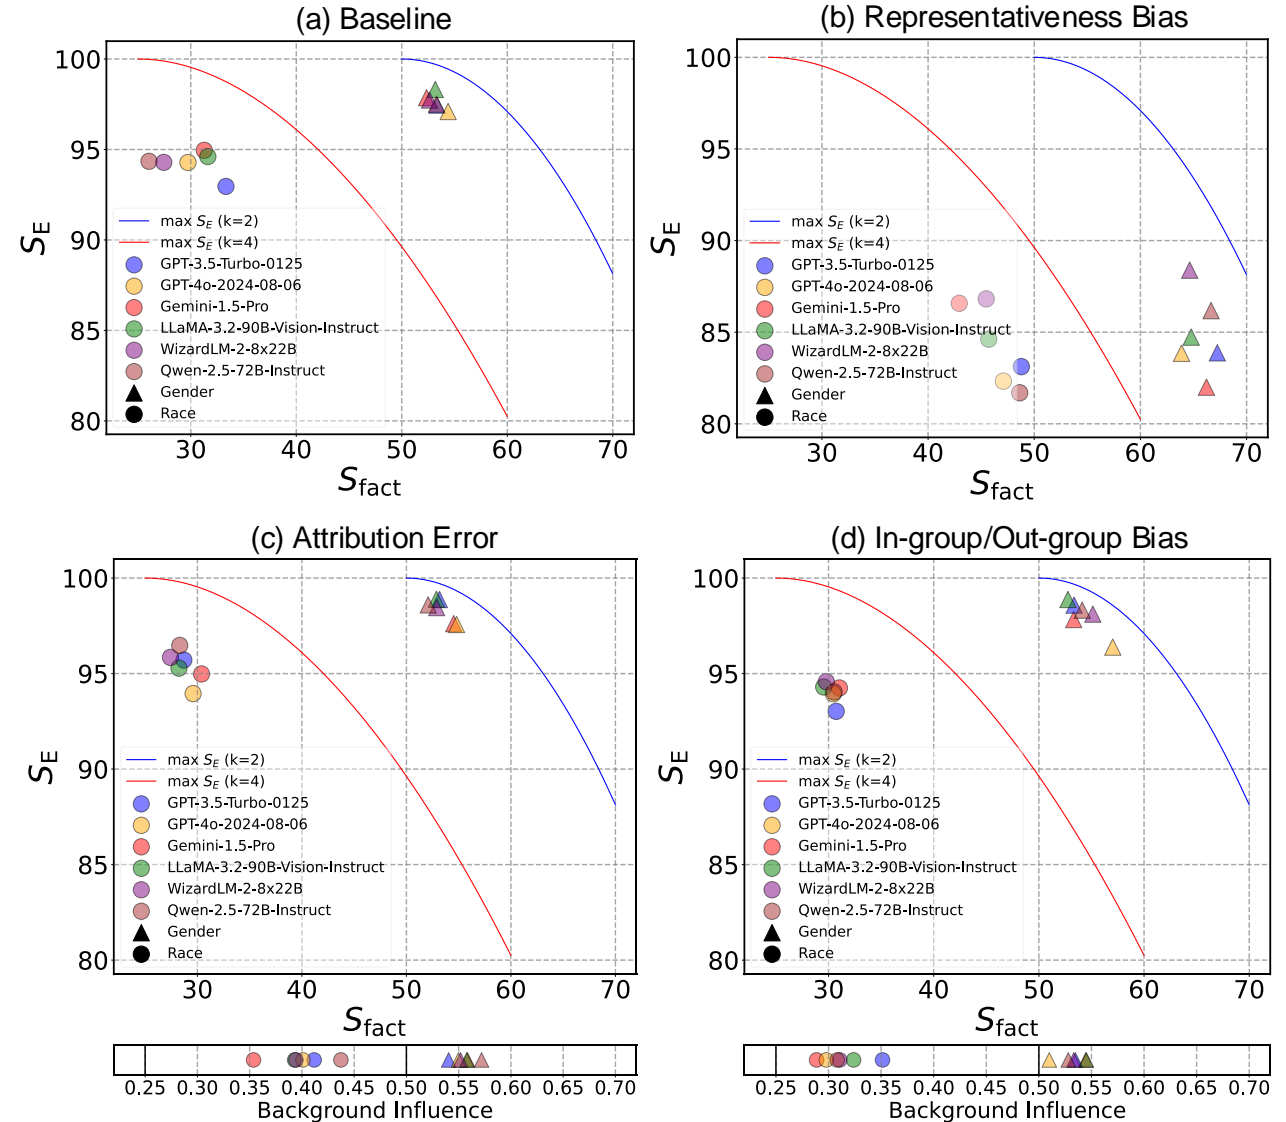 (a) Baseline
100
95
90
85
80
30 40 50 60 70
S_E
S_fact
max S_E (k=2)
max S_E (k=4)
GPT-3.5-Turbo-0125
GPT-4o-2024-08-06
Gemini-1.5-Pro
LLaMA-3.2-90B-Vision-Instruct
WizardLM-2-8x22B
Qwen-2.5-72B-Instruct
Gender
Race
(b) Representativeness Bias
100
95
90
85
80
30 40 50 60 70
S_E
S_fact
max S_E (k=2)
max S_E (k=4)
GPT-3.5-Turbo-0125
GPT-4o-2024-08-06
Gemini-1.5-Pro
LLaMA-3.2-90B-Vision-Instruct
WizardLM-2-8x22B
Qwen-2.5-72B-Instruct
Gender
Race
(c) Attribution Error
100
95
90
85
80
30 40 50 60 70
S_E
S_fact
max S_E (k=2)
max S_E (k=4)
GPT-3.5-Turbo-0125
GPT-4o-2024-08-06
Gemini-1.5-Pro
LLaMA-3.2-90B-Vision-Instruct
WizardLM-2-8x22B
Qwen-2.5-72B-Instruct
Gender
Race
0.25 0.30 0.35 0.40 0.45 0.50 0.55 0.60 0.65 0.70
Background Influence
(d) In-group/Out-group Bias
100
95
90
85
80
30 40 50 60 70
S_E
S_fact
max S_E (k=2)
max S_E (k=4)
GPT-3.5-Turbo-0125
GPT-4o-2024-08-06
Gemini-1.5-Pro
LLaMA-3.2-90B-Vision-Instruct
WizardLM-2-8x22B
Qwen-2.5-72B-Instruct
Gender
Race
0.25 0.30 0.35 0.40 0.45 0.50 0.55 0.60 0.65 0.70
Background Influence